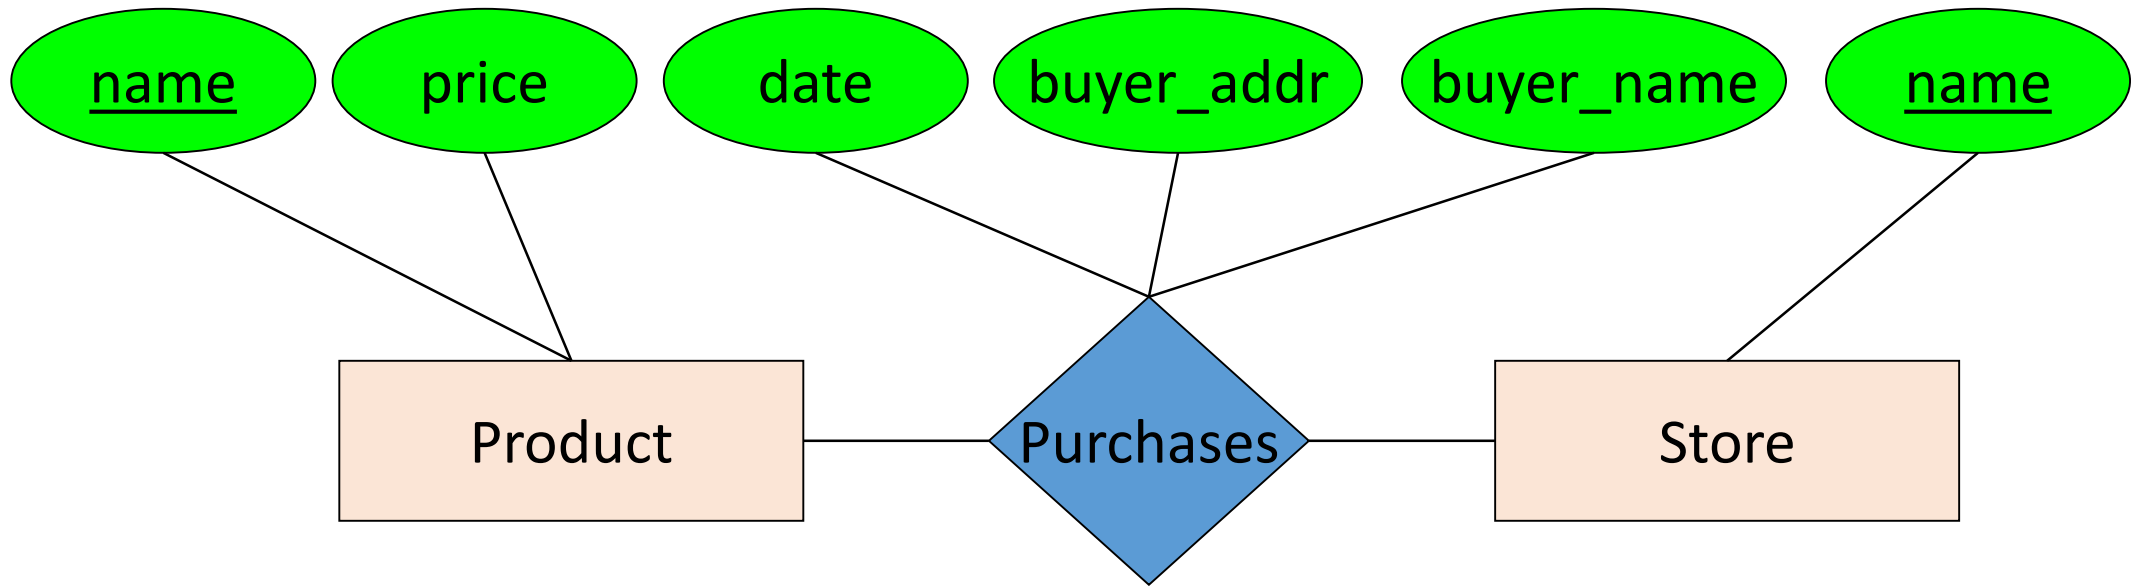 name
price
date
buyer_addr
buyer_name
name
Product
Purchases
Store